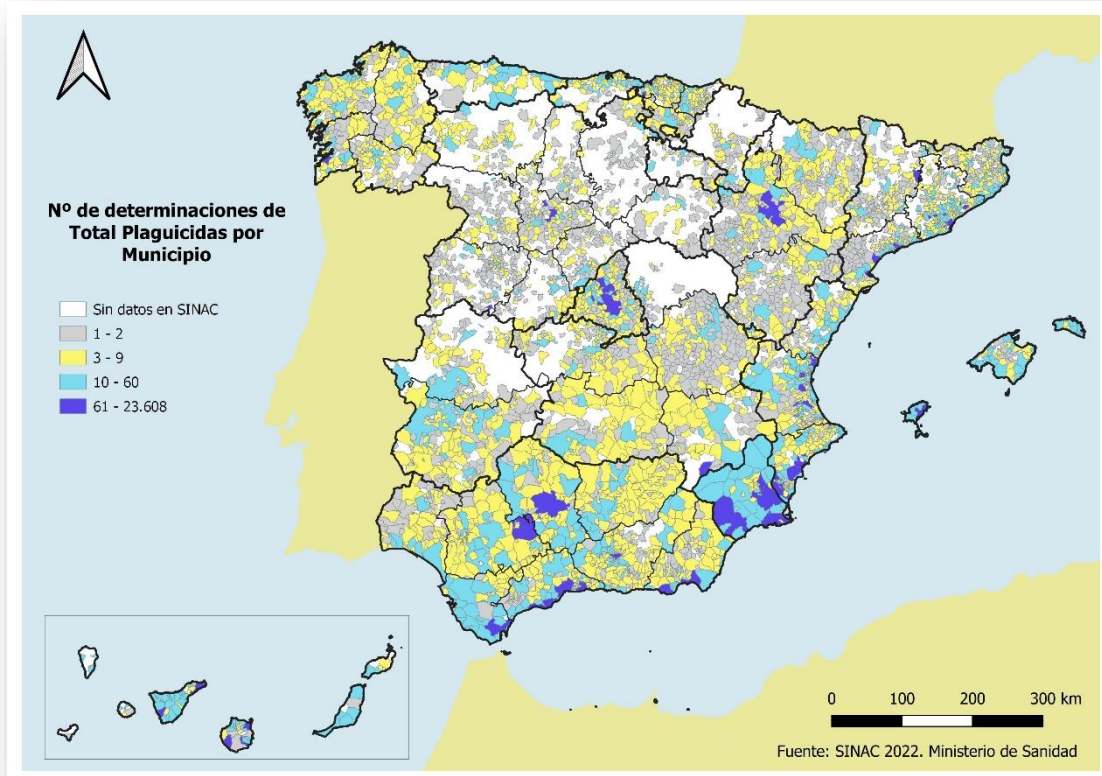 Nº de determinaciones de
Total Plaguicidas por
Municipio
Sin datos en SINAC
1 - 2
3 - 9
10 - 60
61 - 23.608
0 100 200 300 km
Fuente: SINAC 2022. Ministerio de Sanidad